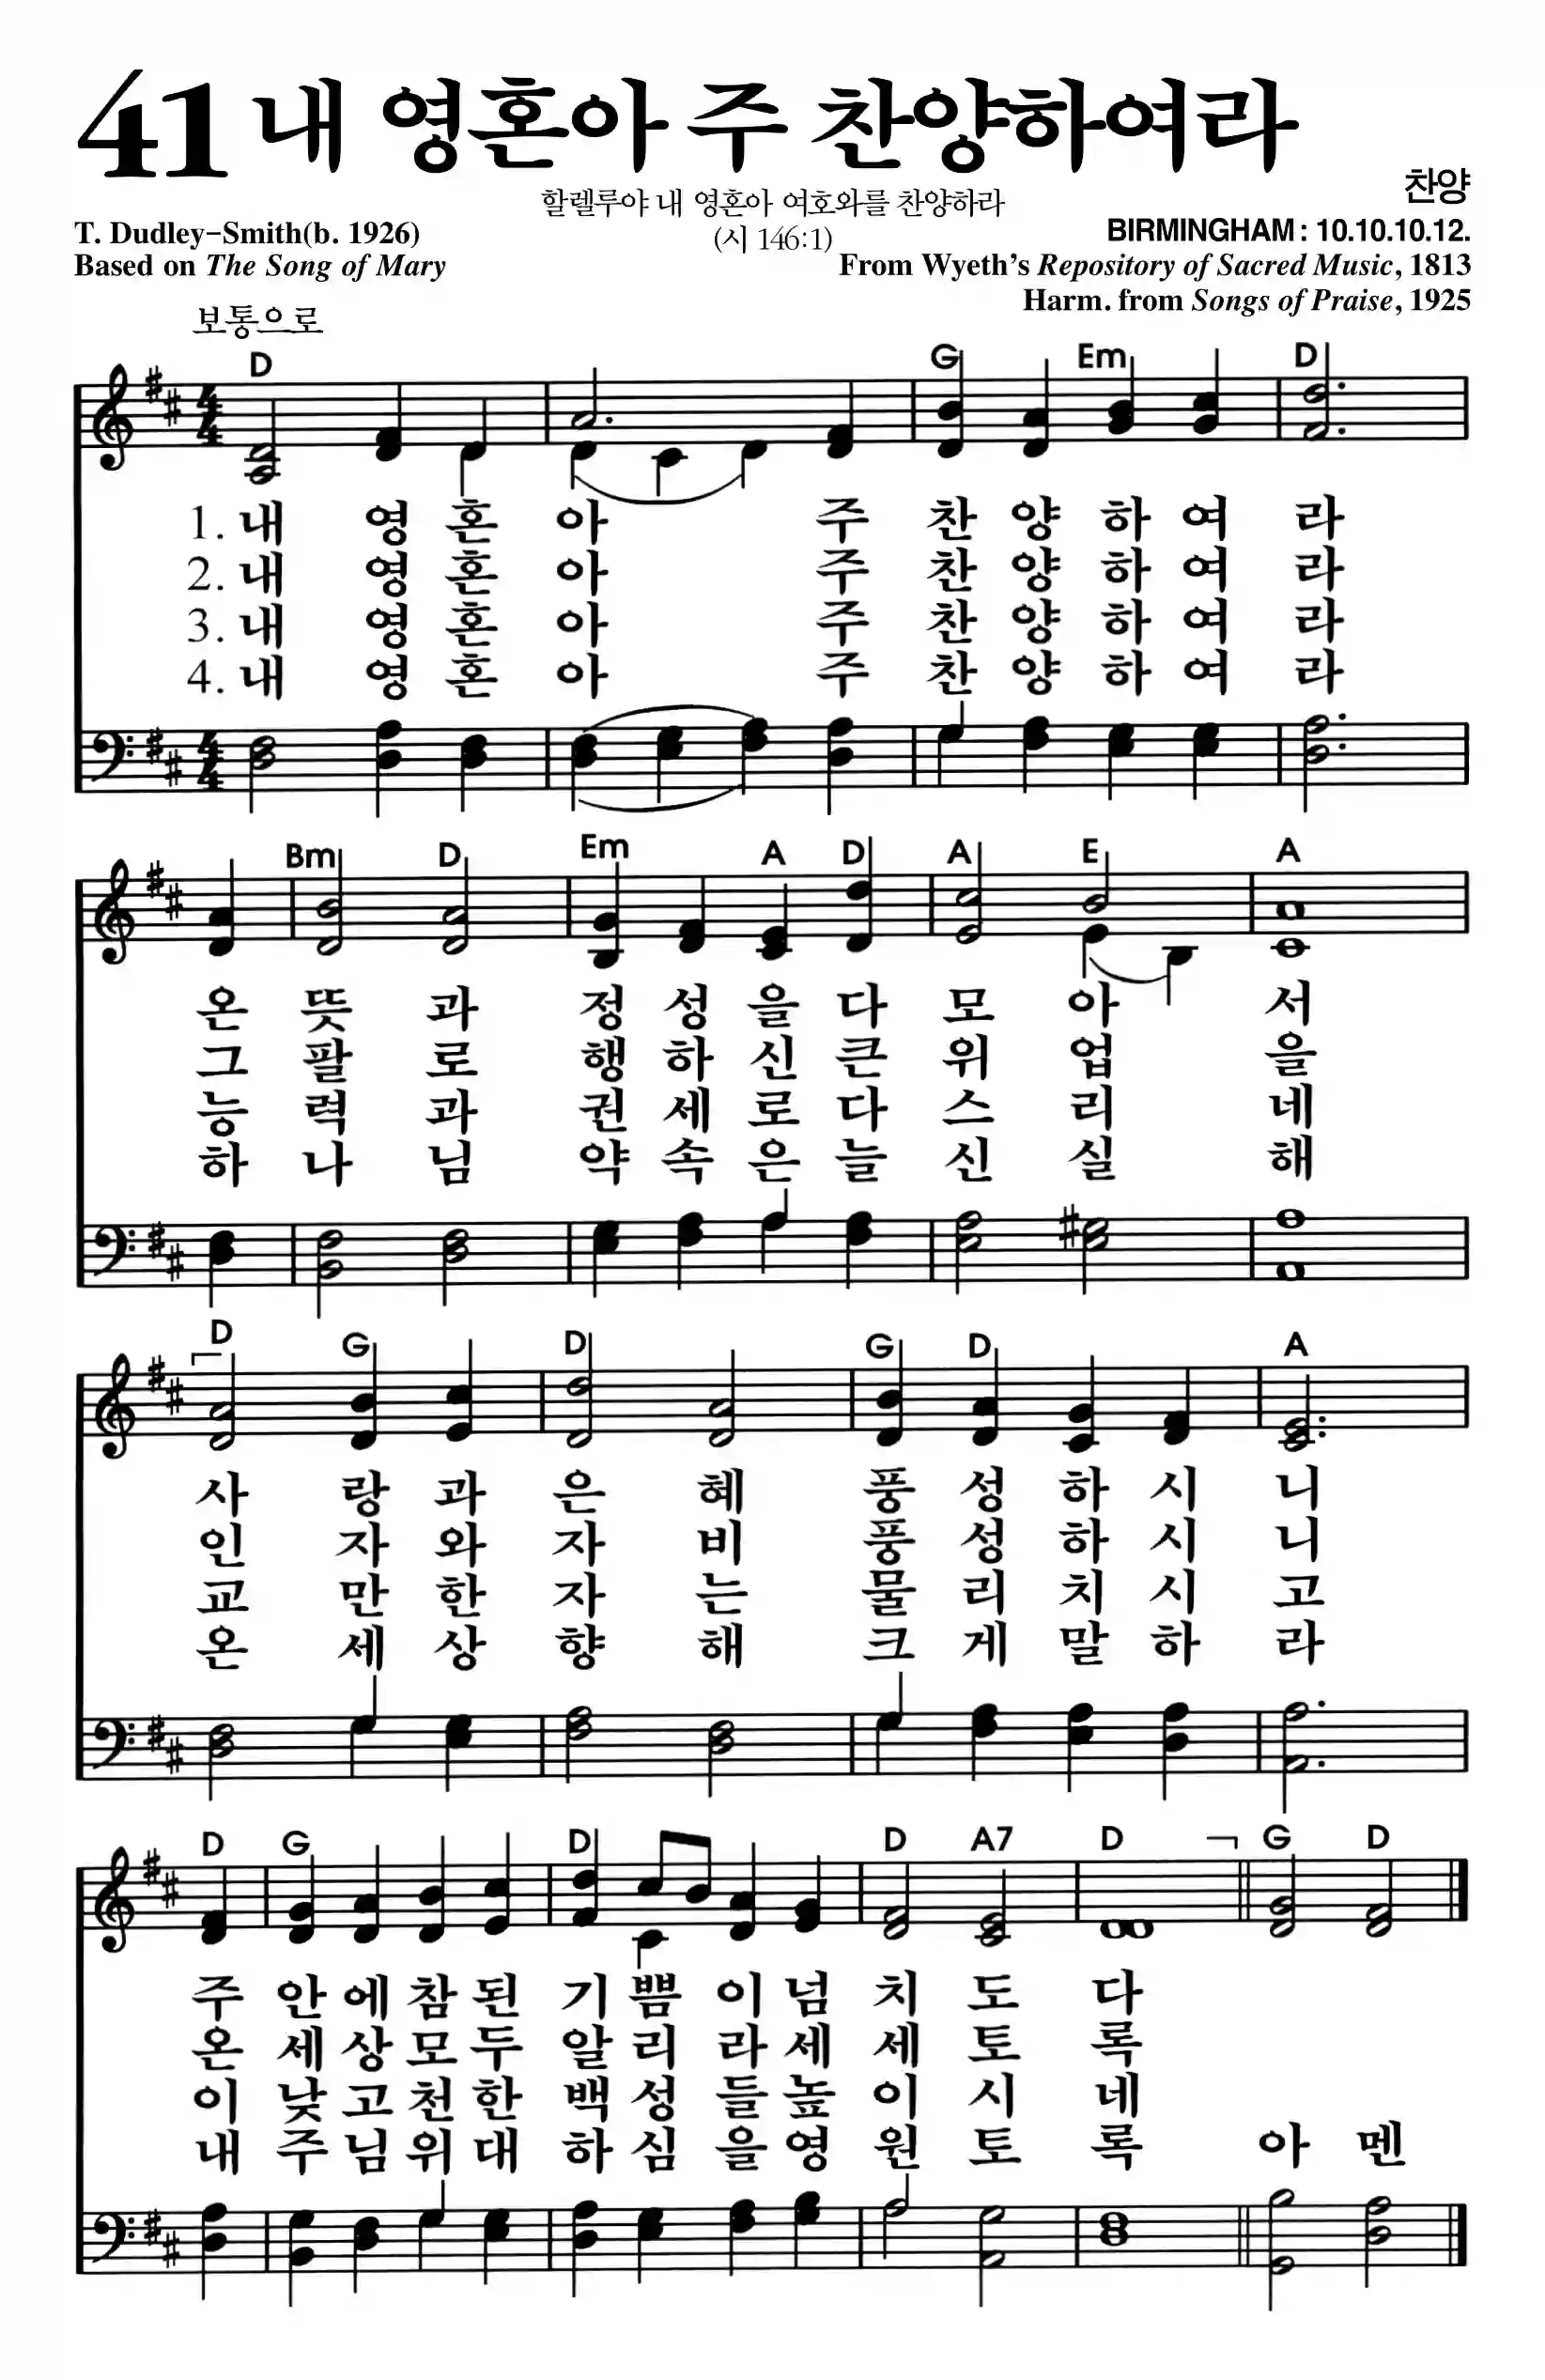 41 내 영혼아 주 찬양하여라
찬양
할렐루야 내 영혼아 여호와를 찬양하라
(시 146:1)
T. Dudley-Smith(b. 1926)
Based on The Song of Mary
BIRMINGHAM : 10.10.10.12.
From Wyeth's Repository of Sacred Music, 1813
Harm. from Songs of Praise, 1925
보통으로
D G Em D
1. 내 영 혼 아 주 찬 양 하 여 라
2. 내 영 혼 아 주 찬 양 하 여 라
3. 내 영 혼 아 주 찬 양 하 여 라
4. 내 영 혼 아 주 찬 양 하 여 라
Bm D Em A D A E A
온 뜻 과 정 성 을 다 모 아 서
그 팔 로 행 하 신 큰 위 업 을
능 력 과 권 세 로 다 스 리 네
하 나 님 약 속 은 늘 신 실 해
D G D G D A
사 랑 과 은 혜 풍 성 하 시 니
인 자 와 자 비 풍 성 하 시 니
교 만 한 자 는 물 리 치 시 고
온 세 상 향 해 크 게 말 하 라
D G D D A7 D G D
주 안 에 참 된 기 쁨 이 넘 치 도 다
온 세 상 모 두 알 리 라 세 세 토 록
이 낮 고 천 한 백 성 들 높 이 시 네
내 주 님 위 대 하 심 을 영 원 토 록 아 멘